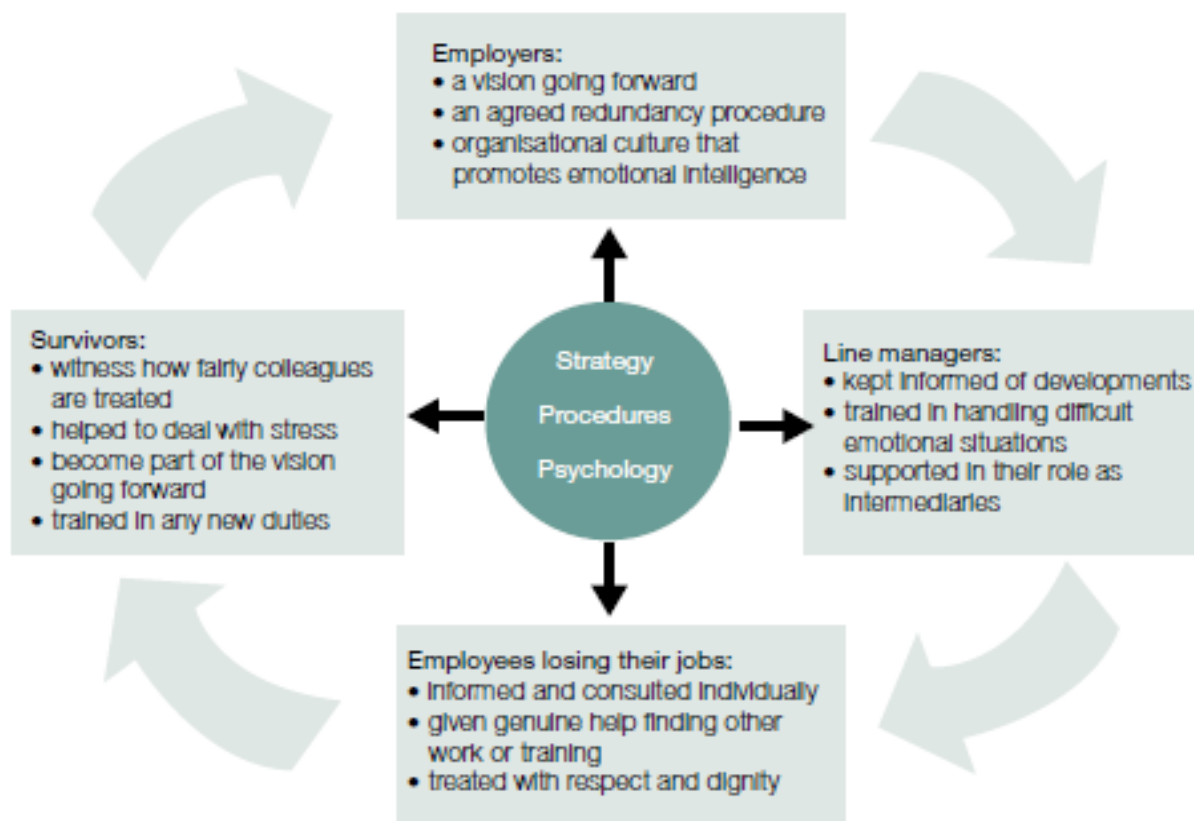 Employers:
• a vision going forward
• an agreed redundancy procedure
• organisational culture that
promotes emotional intelligence
Survivors:
• witness how fairly colleagues
are treated
• helped to deal with stress
• become part of the vision
going forward
• trained in any new duties
Strategy
Procedures
Psychology
Line managers:
• kept informed of developments
• trained in handling difficult
emotional situations
• supported in their role as
intermediaries
Employees losing their jobs:
• informed and consulted individually
• given genuine help finding other
work or training
• treated with respect and dignity